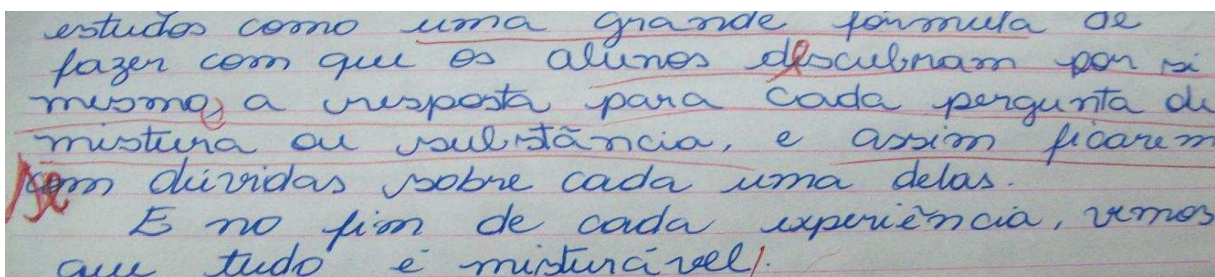 estudos como uma grande fórmula de
fazer com que os alunos descubram por si
mesmos a resposta para cada pergunta de
mistura ou substância, e assim ficarem
sem dúvidas sobre cada uma delas.
E no fim de cada experiência, vemos
que tudo é misturável.